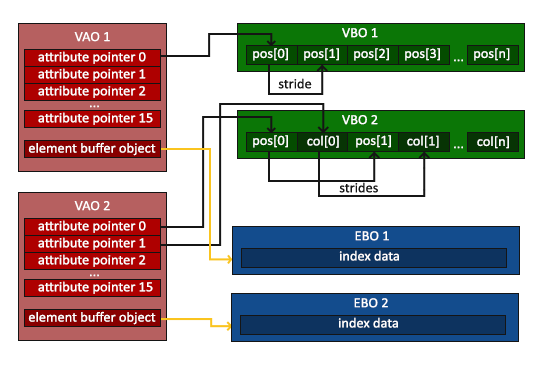 VAO 1
attribute pointer 0
attribute pointer 1
attribute pointer 2
...
attribute pointer 15
element buffer object
VBO 1
pos[0] pos[1] pos[2] pos[3] ... pos[n]
stride
VBO 2
pos[0] col[0] pos[1] col[1] ... col[n]
strides
VAO 2
attribute pointer 0
attribute pointer 1
attribute pointer 2
...
attribute pointer 15
element buffer object
EBO 1
index data
EBO 2
index data